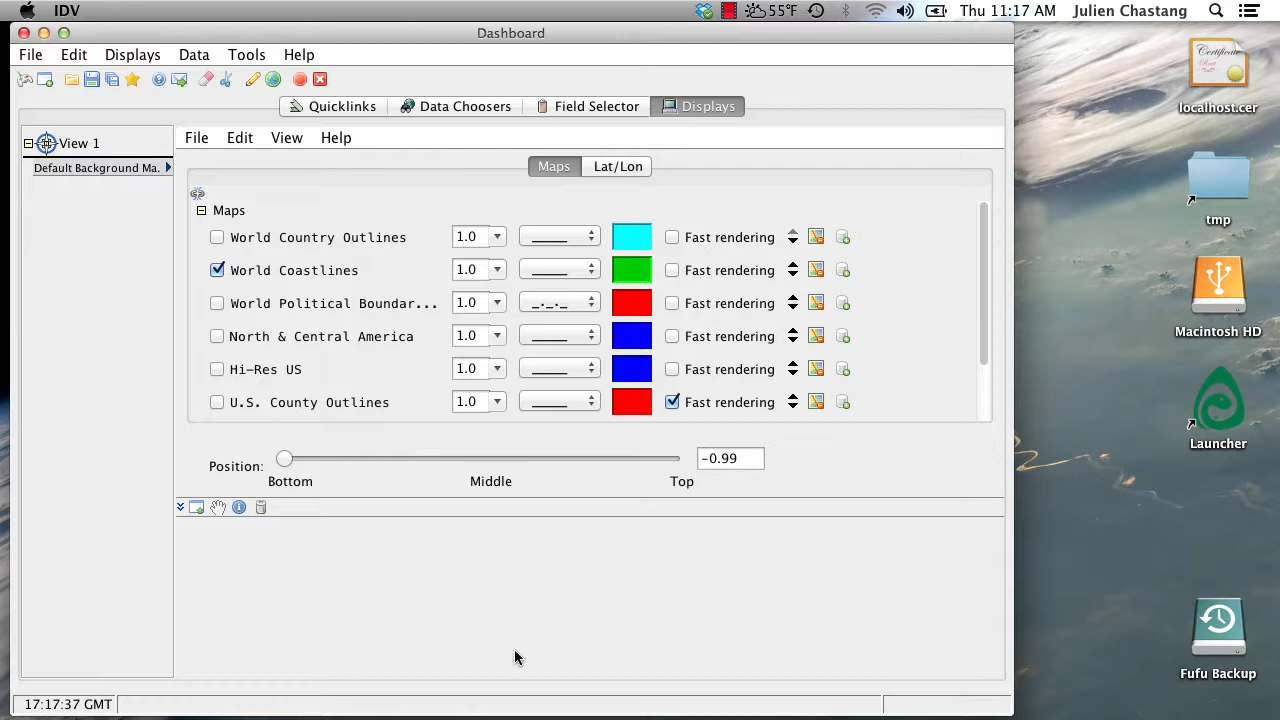 IDV 55°F Thu 11:17 AM Julien Chastang
Dashboard
File Edit Displays Data Tools Help
Quicklinks Data Choosers Field Selector Displays
View 1
Default Background Ma.
File Edit View Help
Maps Lat/Lon
Maps
World Country Outlines 1.0 Fast rendering
World Coastlines 1.0 Fast rendering
World Political Boundar... 1.0 Fast rendering
North & Central America 1.0 Fast rendering
Hi-Res US 1.0 Fast rendering
U.S. County Outlines 1.0 Fast rendering
Position: -0.99
Bottom Middle Top
17:17:37 GMT
localhost.cer
tmp
Macintosh HD
Launcher
Fufu Backup